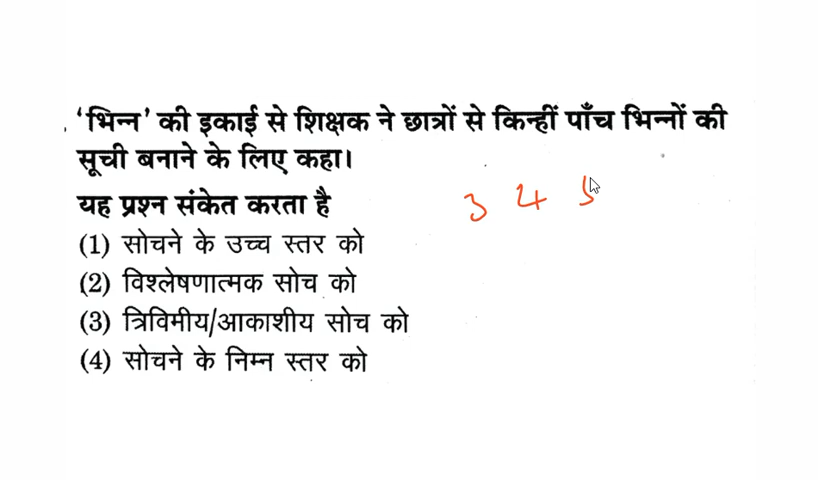 'भिन्न' की इकाई से शिक्षक ने छात्रों से किन्हीं पाँच भिन्नों की
सूची बनाने के लिए कहा।
यह प्रश्न संकेत करता है
3 4 5
(1) सोचने के उच्च स्तर को
(2) विश्लेषणात्मक सोच को
(3) त्रिविमीय/आकाशीय सोच को
(4) सोचने के निम्न स्तर को